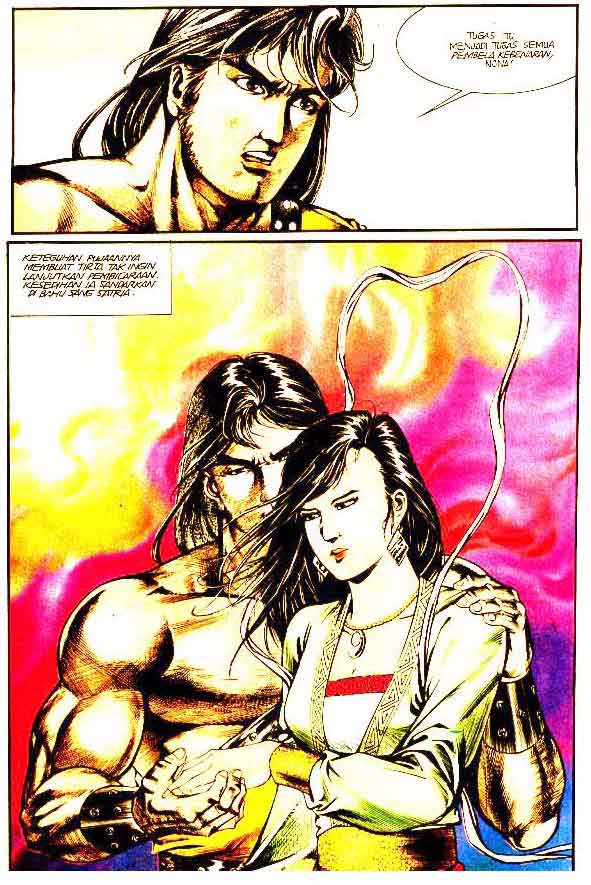 TUGAS ITU
MENJADI TUGAS SEMUA
PEMBELA KEBENARAN,
NONA!
KETEGUHAN PUJAANNYA
MEMBUAT TIRTA TAK INGIN
LANJUTKAN PEMBICARAAN.
KESEDIHAN IA SANDARKAN
DI BAHU SANG SATRIA.